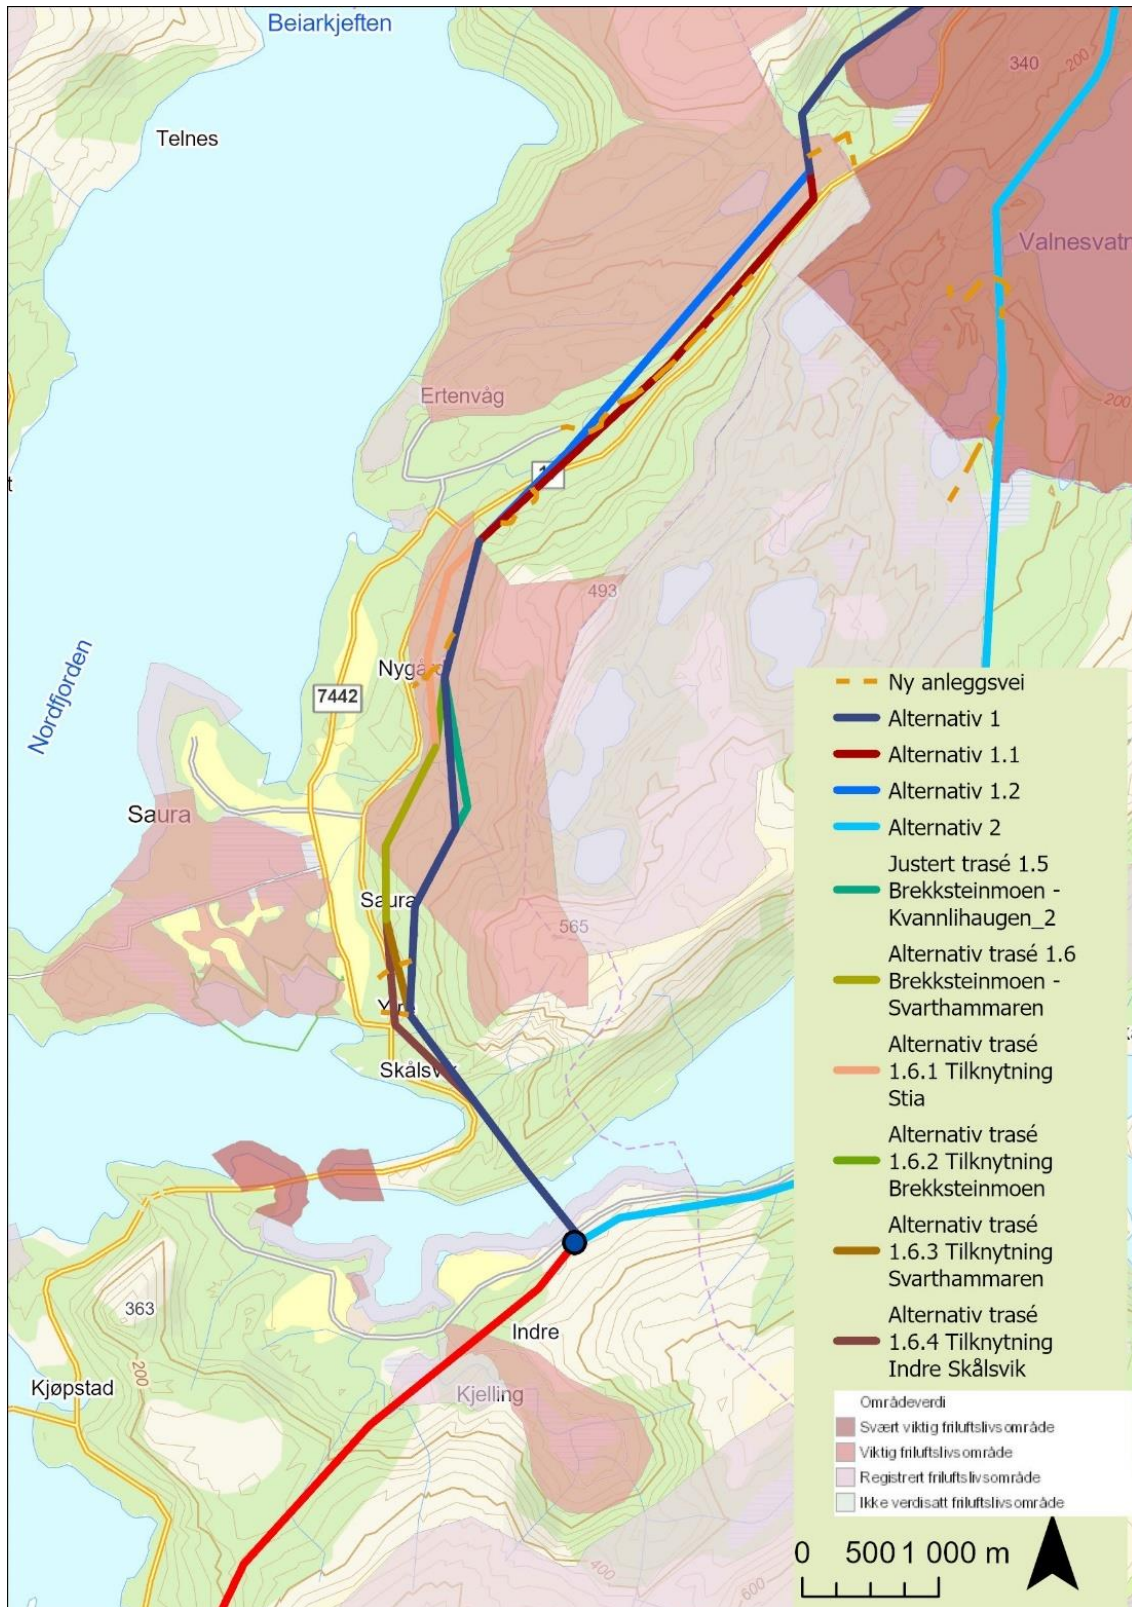 Beiarkjeften
340
200
Telnes
Valnesvatn
200
Ertenvåg
1
t
493
Nordfjorden
Nygå
7442
Saura
Saura
565
Ytre
Skålsvik
363
Indre
Kjelling
Kjøpstad
200
400
600
Ny anleggsvei
Alternativ 1
Alternativ 1.1
Alternativ 1.2
Alternativ 2
Justert trasé 1.5
Brekksteinmoen -
Kvannlihaugen_2
Alternativ trasé 1.6
Brekksteinmoen -
Svarthammaren
Alternativ trasé
1.6.1 Tilknytning
Stia
Alternativ trasé
1.6.2 Tilknytning
Brekksteinmoen
Alternativ trasé
1.6.3 Tilknytning
Svarthammaren
Alternativ trasé
1.6.4 Tilknytning
Indre Skålsvik
Områdeverdi
Svært viktig friluftslivsområde
Viktig friluftslivsområde
Registrert friluftslivsområde
Ikke verdisatt friluftslivsområde
0 500 1 000 m